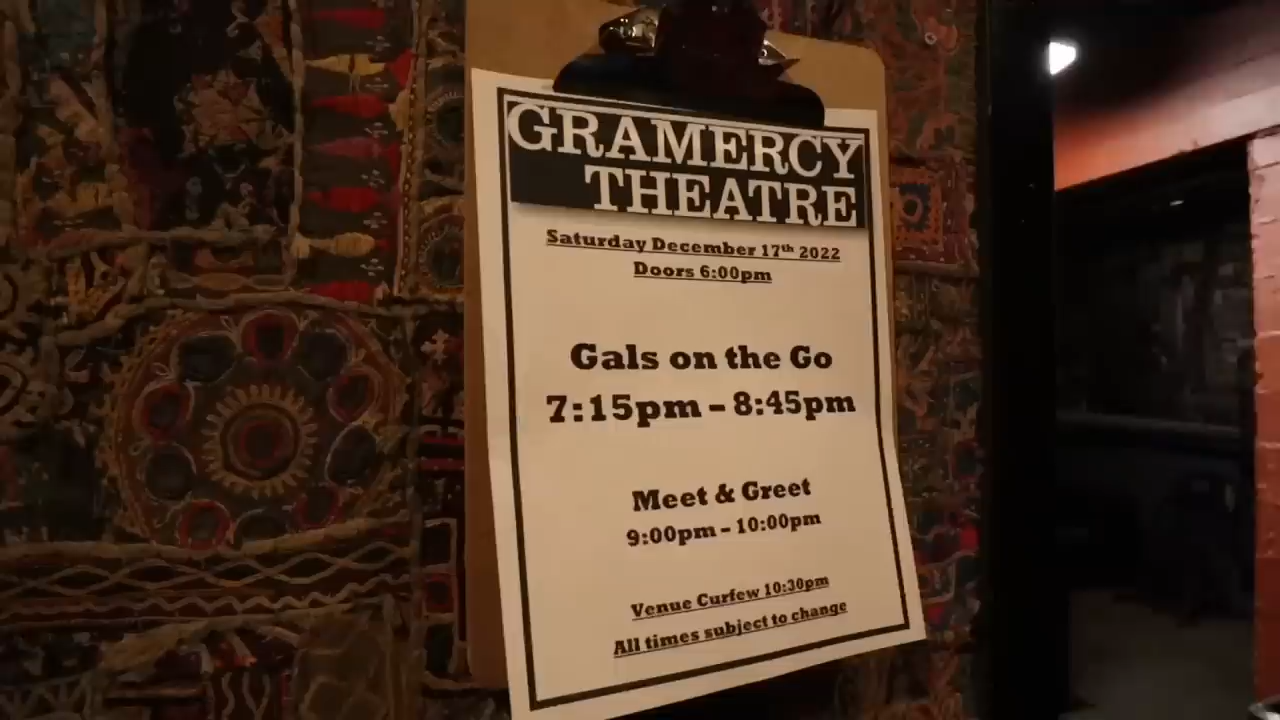 GRAMERCY
THEATRE
Saturday December 17th 2022
Doors 6:00pm
Gals on the Go
7:15pm – 8:45pm
Meet & Greet
9:00pm – 10:00pm
Venue Curfew 10:30pm
All times subject to change